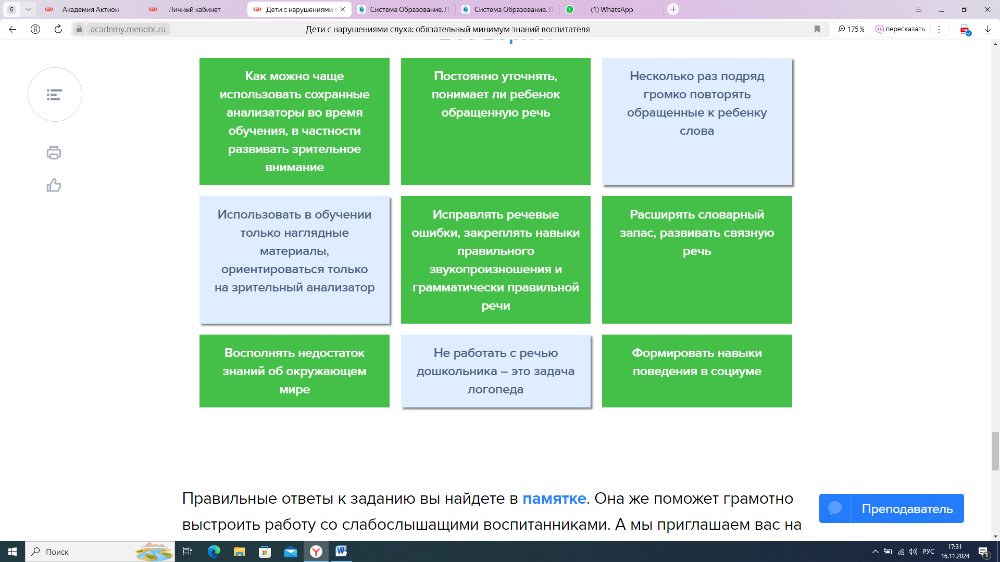 6
Академия Актион
Личный кабинет
Дети с нарушениями с
Система Образование. П
Система Образование. П
1
(1) WhatsApp
academy.menobr.ru
Дети с нарушениями слуха: обязательный минимум знаний воспитателя
175 %
пересказать
Как можно чаще
использовать сохранные
анализаторы во время
обучения, в частности
развивать зрительное
внимание
Постоянно уточнять,
понимает ли ребенок
обращенную речь
Несколько раз подряд
громко повторять
обращенные к ребенку
слова
Использовать в обучении
только наглядные
материалы,
ориентироваться только
на зрительный анализатор
Исправлять речевые
ошибки, закреплять навыки
правильного
звукопроизношения и
грамматически правильной
речи
Расширять словарный
запас, развивать связную
речь
Восполнять недостаток
знаний об окружающем
мире
Не работать с речью
дошкольника – это задача
логопеда
Формировать навыки
поведения в социуме
Правильные ответы к заданию вы найдете в памятке. Она же поможет грамотно
выстроить работу со слабослышащими воспитанниками. А мы приглашаем вас на
Преподаватель
Поиск
РУС
17:31
16.11.2024
1